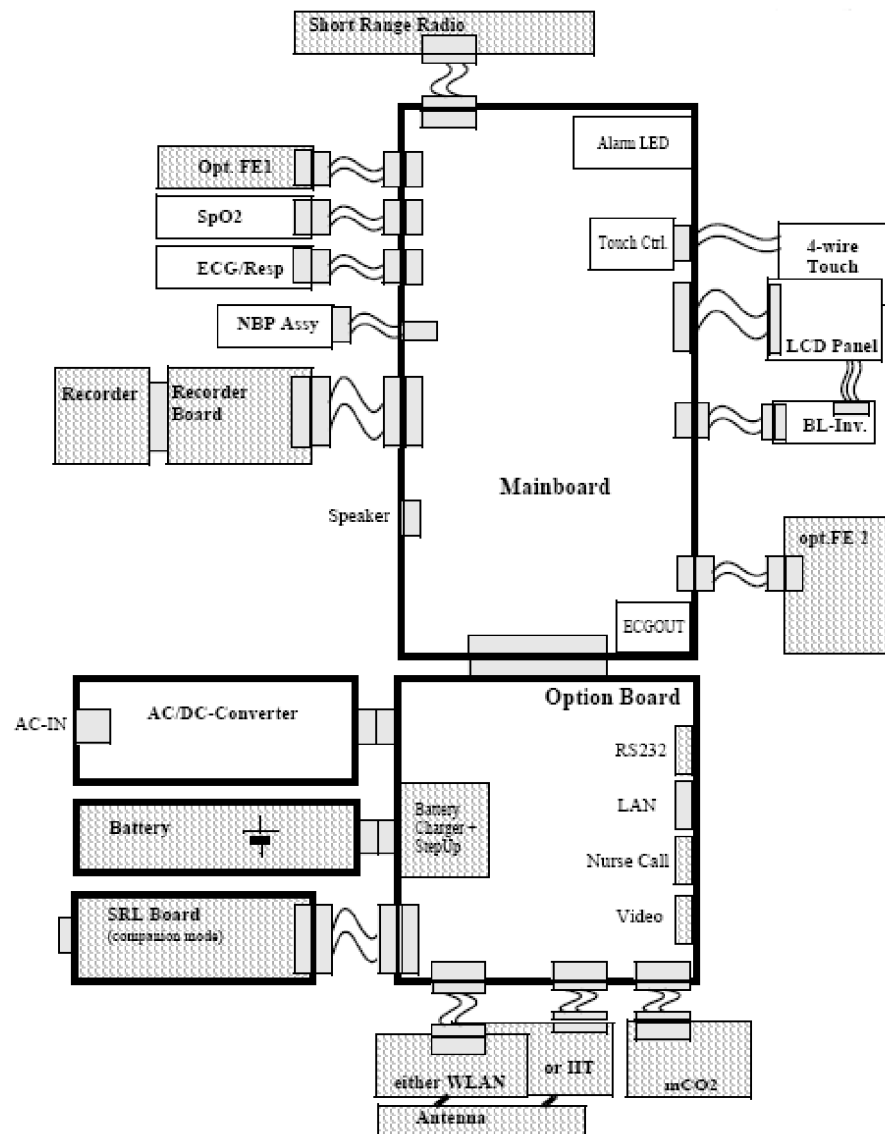 Short Range Radio
Alarm LED
Opt. FE1
SpO2
Touch Ctrl.
4-wire
Touch
ECG/Resp
NBP Assy
LCD Panel
Recorder
Recorder
Board
BL-Inv.
Mainboard
Speaker
opt.FE 2
ECGOUT
Option Board
AC-IN
AC/DC-Converter
RS232
Battery
Battery
Charger +
StepUp
LAN
Nurse Call
SRL Board
(companion mode)
Video
either WLAN
or IIT
mCO2
Antenna